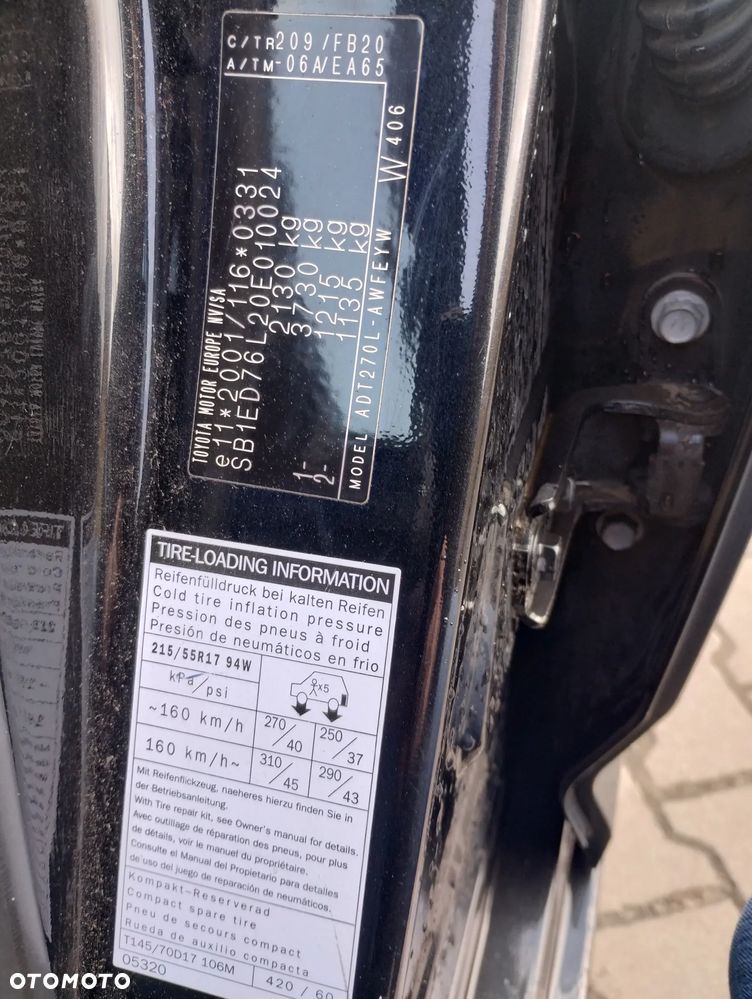 TOYOTA MOTOR EUROPE NV/SA
e11*2001/116*0331
SB1ED76L20E010024
2130 kg
3730 kg
1- 1215 kg
2- 1135 kg
MODEL ADT270L-AWFEYW W 406
C/TR 209/FB20
A/TM -06A/EA65
TIRE-LOADING INFORMATION
Reifenfülldruck bei kalten Reifen
Cold tire inflation pressure
Pression des pneus à froid
Presión de neumáticos en frio
215/55R17 94W
kPa/psi
x5
~160 km/h 270/40 250/37
160 km/h~ 310/45 290/43
Mit Reifenflickzeug, naeheres hierzu finden Sie in
der Betriebsanleitung.
With Tire repair kit, see Owner's manual for details.
Avec outillage de réparation des pneus, pour plus
de détails, voir le manuel du propriétaire.
Consulte el Manual del Propietario para detalles
de uso del juego de reparación de neumáticos.
Kompakt-Reserverad
Compact spare tire
Pneu de secours compact
Rueda de auxilio compacta
T145/70D17 106M 420/60
05320
OTOMOTO